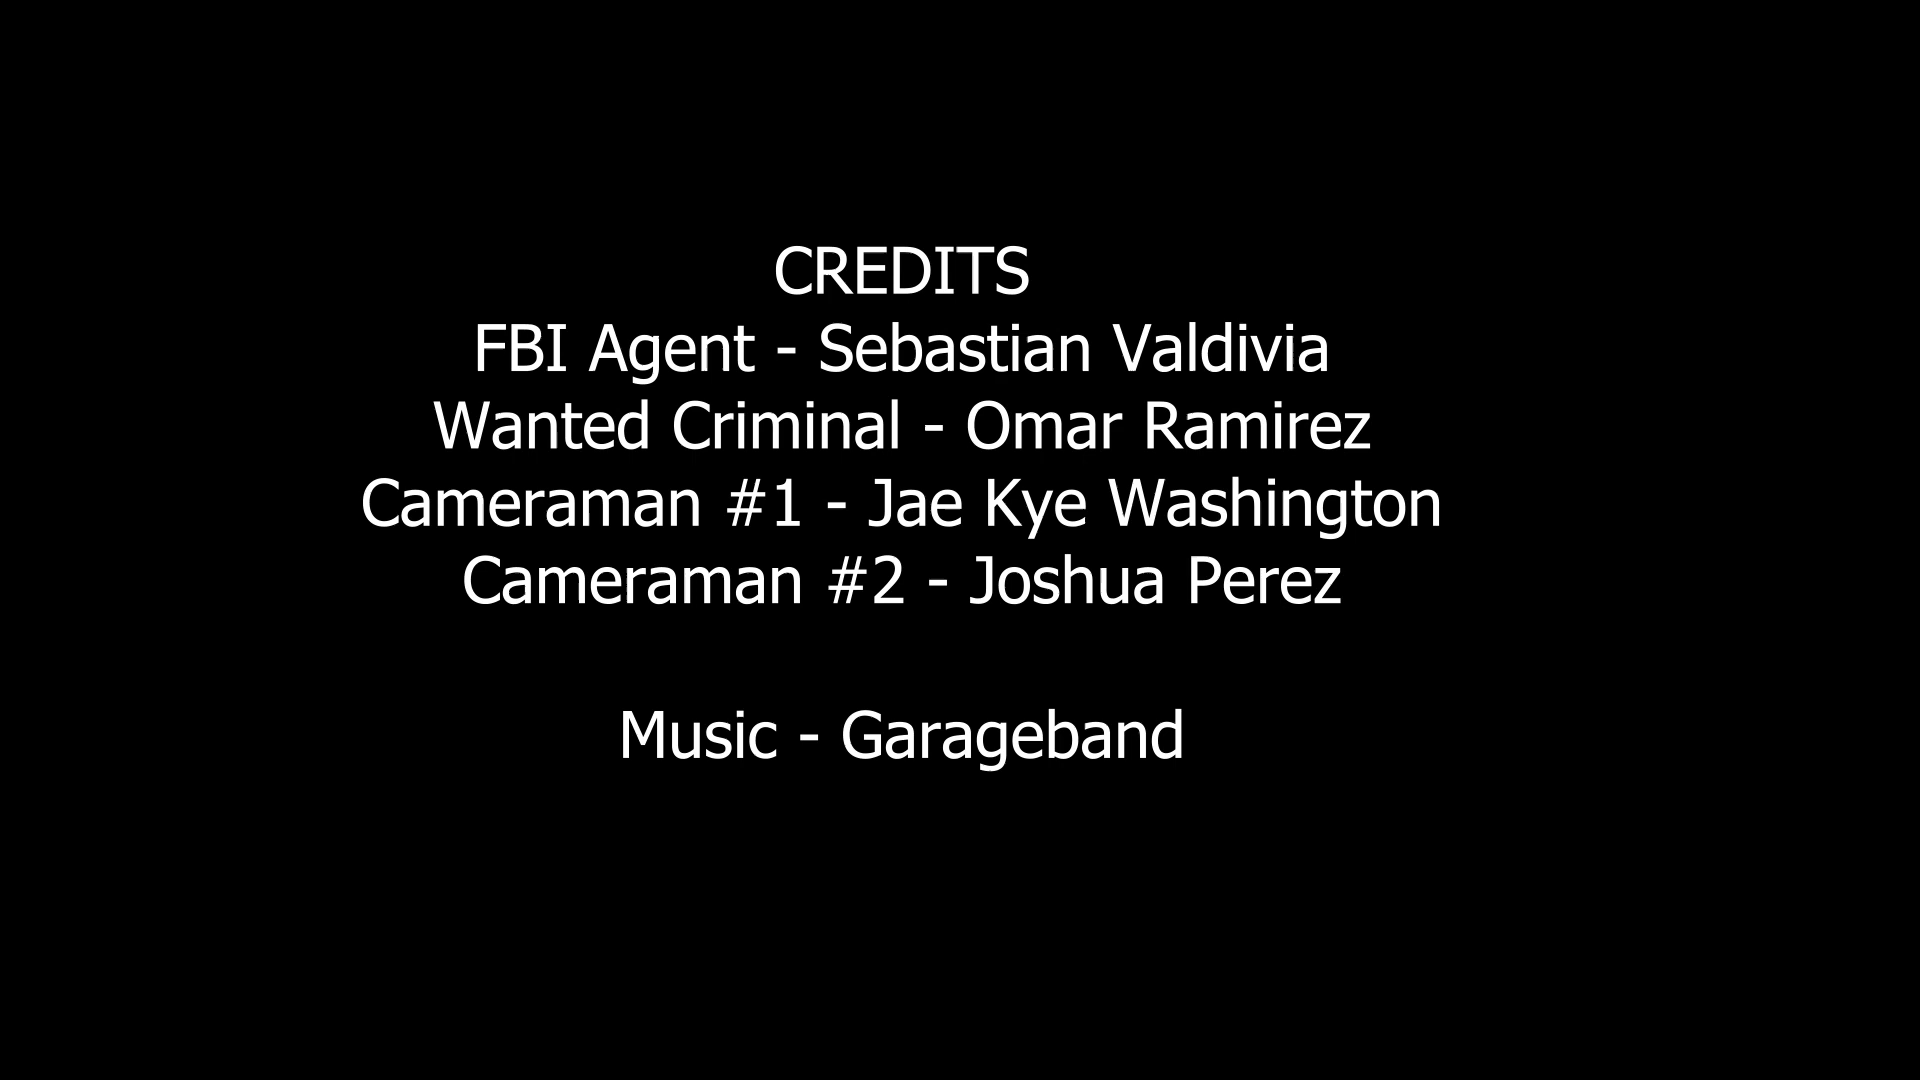 CREDITS
FBI Agent - Sebastian Valdivia
Wanted Criminal - Omar Ramirez
Cameraman #1 - Jae Kye Washington
Cameraman #2 - Joshua Perez
Music - Garageband